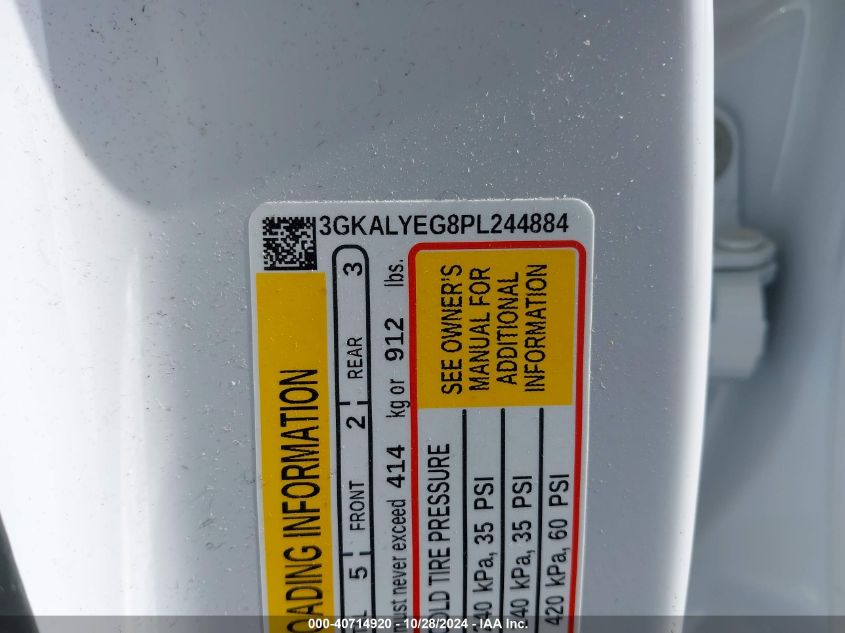 3GKALYEG8PL244884
OADING INFORMATION
5 FRONT 2 REAR 3
must never exceed 414 kg or 912 lbs.
OLD TIRE PRESSURE
SEE OWNER'S
MANUAL FOR
ADDITIONAL
INFORMATION
40 kPa, 35 PSI
40 kPa, 35 PSI
420 kPa, 60 PSI
000-40714920 - 10/28/2024 - IAA Inc.